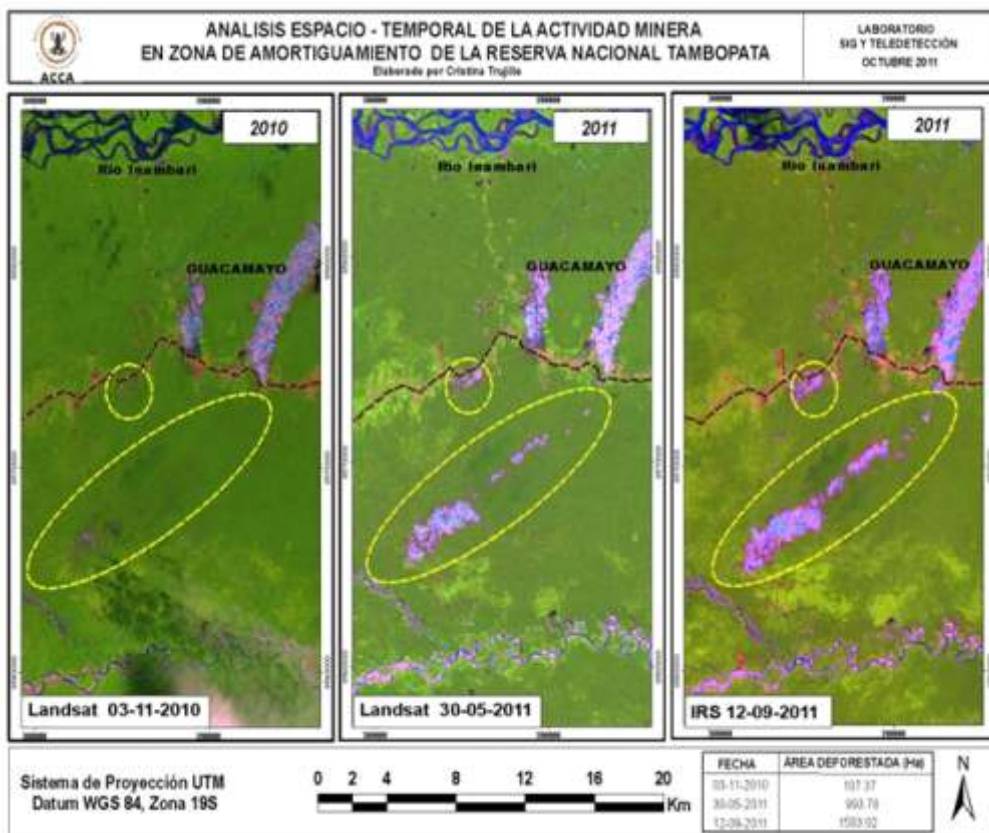 ACCA
ANALISIS ESPACIO - TEMPORAL DE LA ACTIVIDAD MINERA
EN ZONA DE AMORTIGUAMIENTO DE LA RESERVA NACIONAL TAMBOPATA
Elaborado por Cristina Trujillo
LABORATORIO
SIG Y TELEDETECCIÓN
OCTUBRE 2011
2010
Rio Inambari
GUACAMAYO
Landsat 03-11-2010
2011
Rio Inambari
GUACAMAYO
Landsat 30-05-2011
2011
Rio Inambari
GUACAMAYO
IRS 12-09-2011
Sistema de Proyección UTM
Datum WGS 84, Zona 19S
0 2 4 8 12 16 20
Km
FECHA ÁREA DEFORESTADA (Ha)
03-11-2010
30-05-2011
12-09-2011
N